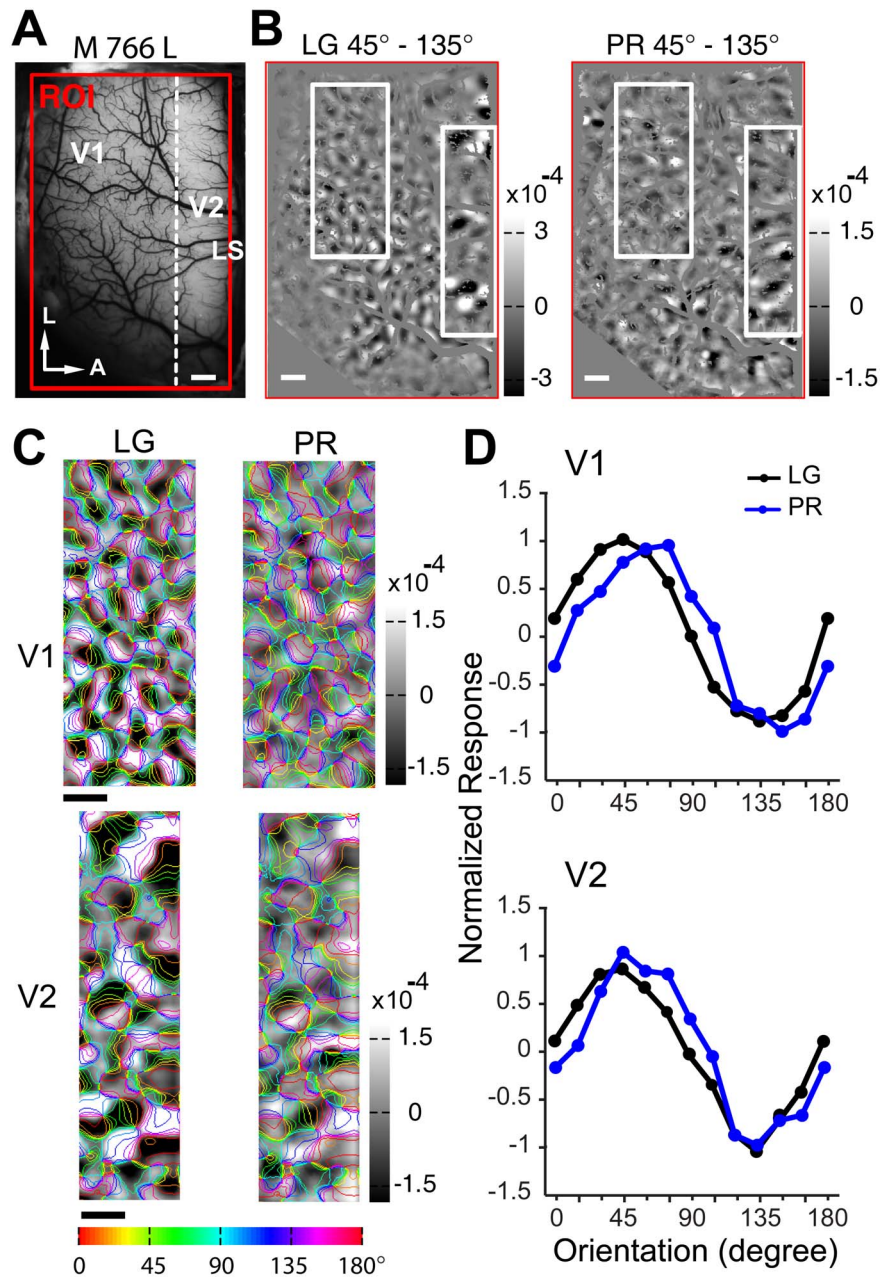 A
M 766 L
ROI
V1
V2
LS
L
A
B
LG 45° - 135°
x10-4
3
0
-3
PR 45° - 135°
x10-4
1.5
0
-1.5
C
LG
PR
V1
x10-4
1.5
0
-1.5
V2
x10-4
1.5
0
-1.5
0 45 90 135 180°
D
V1
LG
PR
1.5
1
0.5
0
-0.5
-1
-1.5
0 45 90 135 180
Normalized Response
V2
1.5
1
0.5
0
-0.5
-1
-1.5
0 45 90 135 180
Orientation (degree)